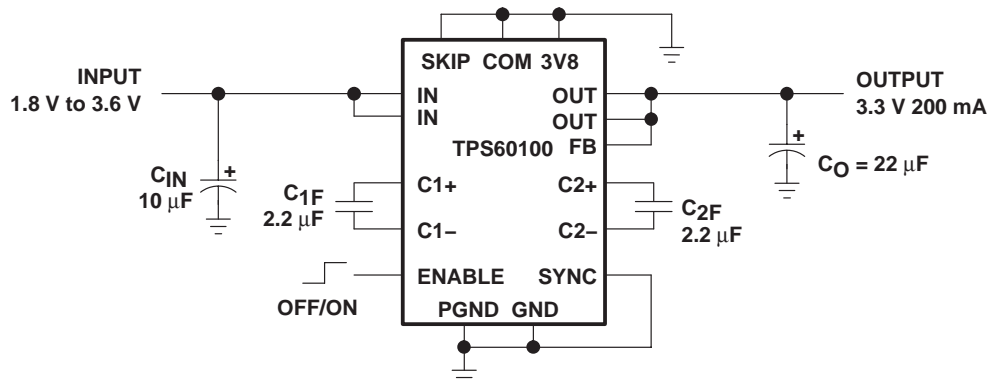 SKIP COM 3V8
INPUT
1.8 V to 3.6 V
IN
IN
OUT
OUT
OUTPUT
3.3 V 200 mA
TPS60100 FB
+
CIN
10 μF
+
CO = 22 μF
C1F
2.2 μF
C1+
C1−
C2+
C2−
C2F
2.2 μF
OFF/ON
ENABLE SYNC
PGND GND